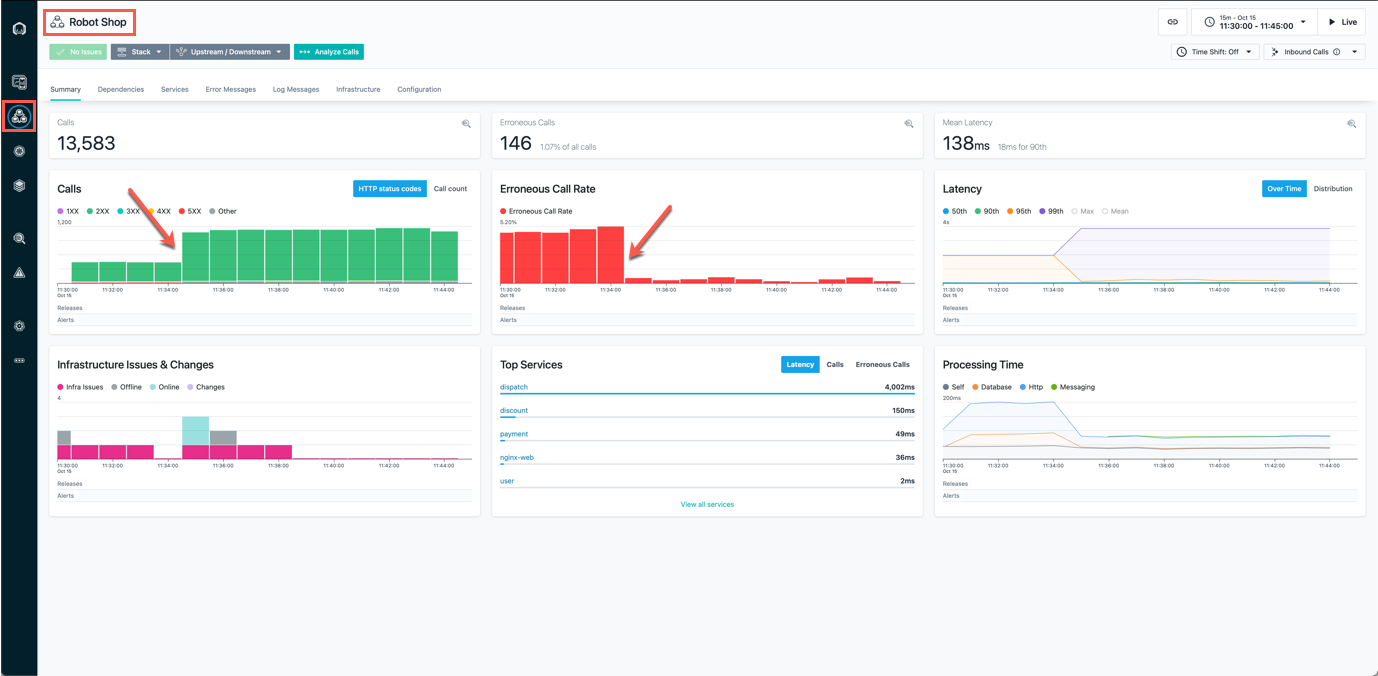 Robot Shop
15m - Oct 15
11:30:00 - 11:45:00
Live
No Issues
Stack
Upstream / Downstream
Analyze Calls
Time Shift: Off
Inbound Calls
Summary Dependencies Services Error Messages Log Messages Infrastructure Configuration
Calls
13,583
Erroneous Calls
146 1.07% of all calls
Mean Latency
138ms 18ms for 90th
Calls
HTTP status codes Call count
1XX 2XX 3XX 4XX 5XX Other
1,200
11:30:00 11:32:00 11:34:00 11:36:00 11:38:00 11:40:00 11:42:00 11:44:00
Oct 15
Releases
Alerts
Erroneous Call Rate
Erroneous Call Rate
5.20%
11:30:00 11:32:00 11:34:00 11:36:00 11:38:00 11:40:00 11:42:00 11:44:00
Oct 15
Releases
Alerts
Latency
Over Time Distribution
50th 90th 95th 99th Max Mean
4s
11:30:00 11:32:00 11:34:00 11:36:00 11:38:00 11:40:00 11:42:00 11:44:00
Oct 15
Releases
Alerts
Infrastructure Issues & Changes
Infra Issues Offline Online Changes
4
11:30:00 11:32:00 11:34:00 11:36:00 11:38:00 11:40:00 11:42:00 11:44:00
Oct 15
Releases
Alerts
Top Services
Latency Calls Erroneous Calls
dispatch 4,002ms
discount 150ms
payment 49ms
nginx-web 36ms
user 2ms
View all services
Processing Time
Self Database Http Messaging
200ms
11:30:00 11:32:00 11:34:00 11:36:00 11:38:00 11:40:00 11:42:00 11:44:00
Oct 15
Releases
Alerts